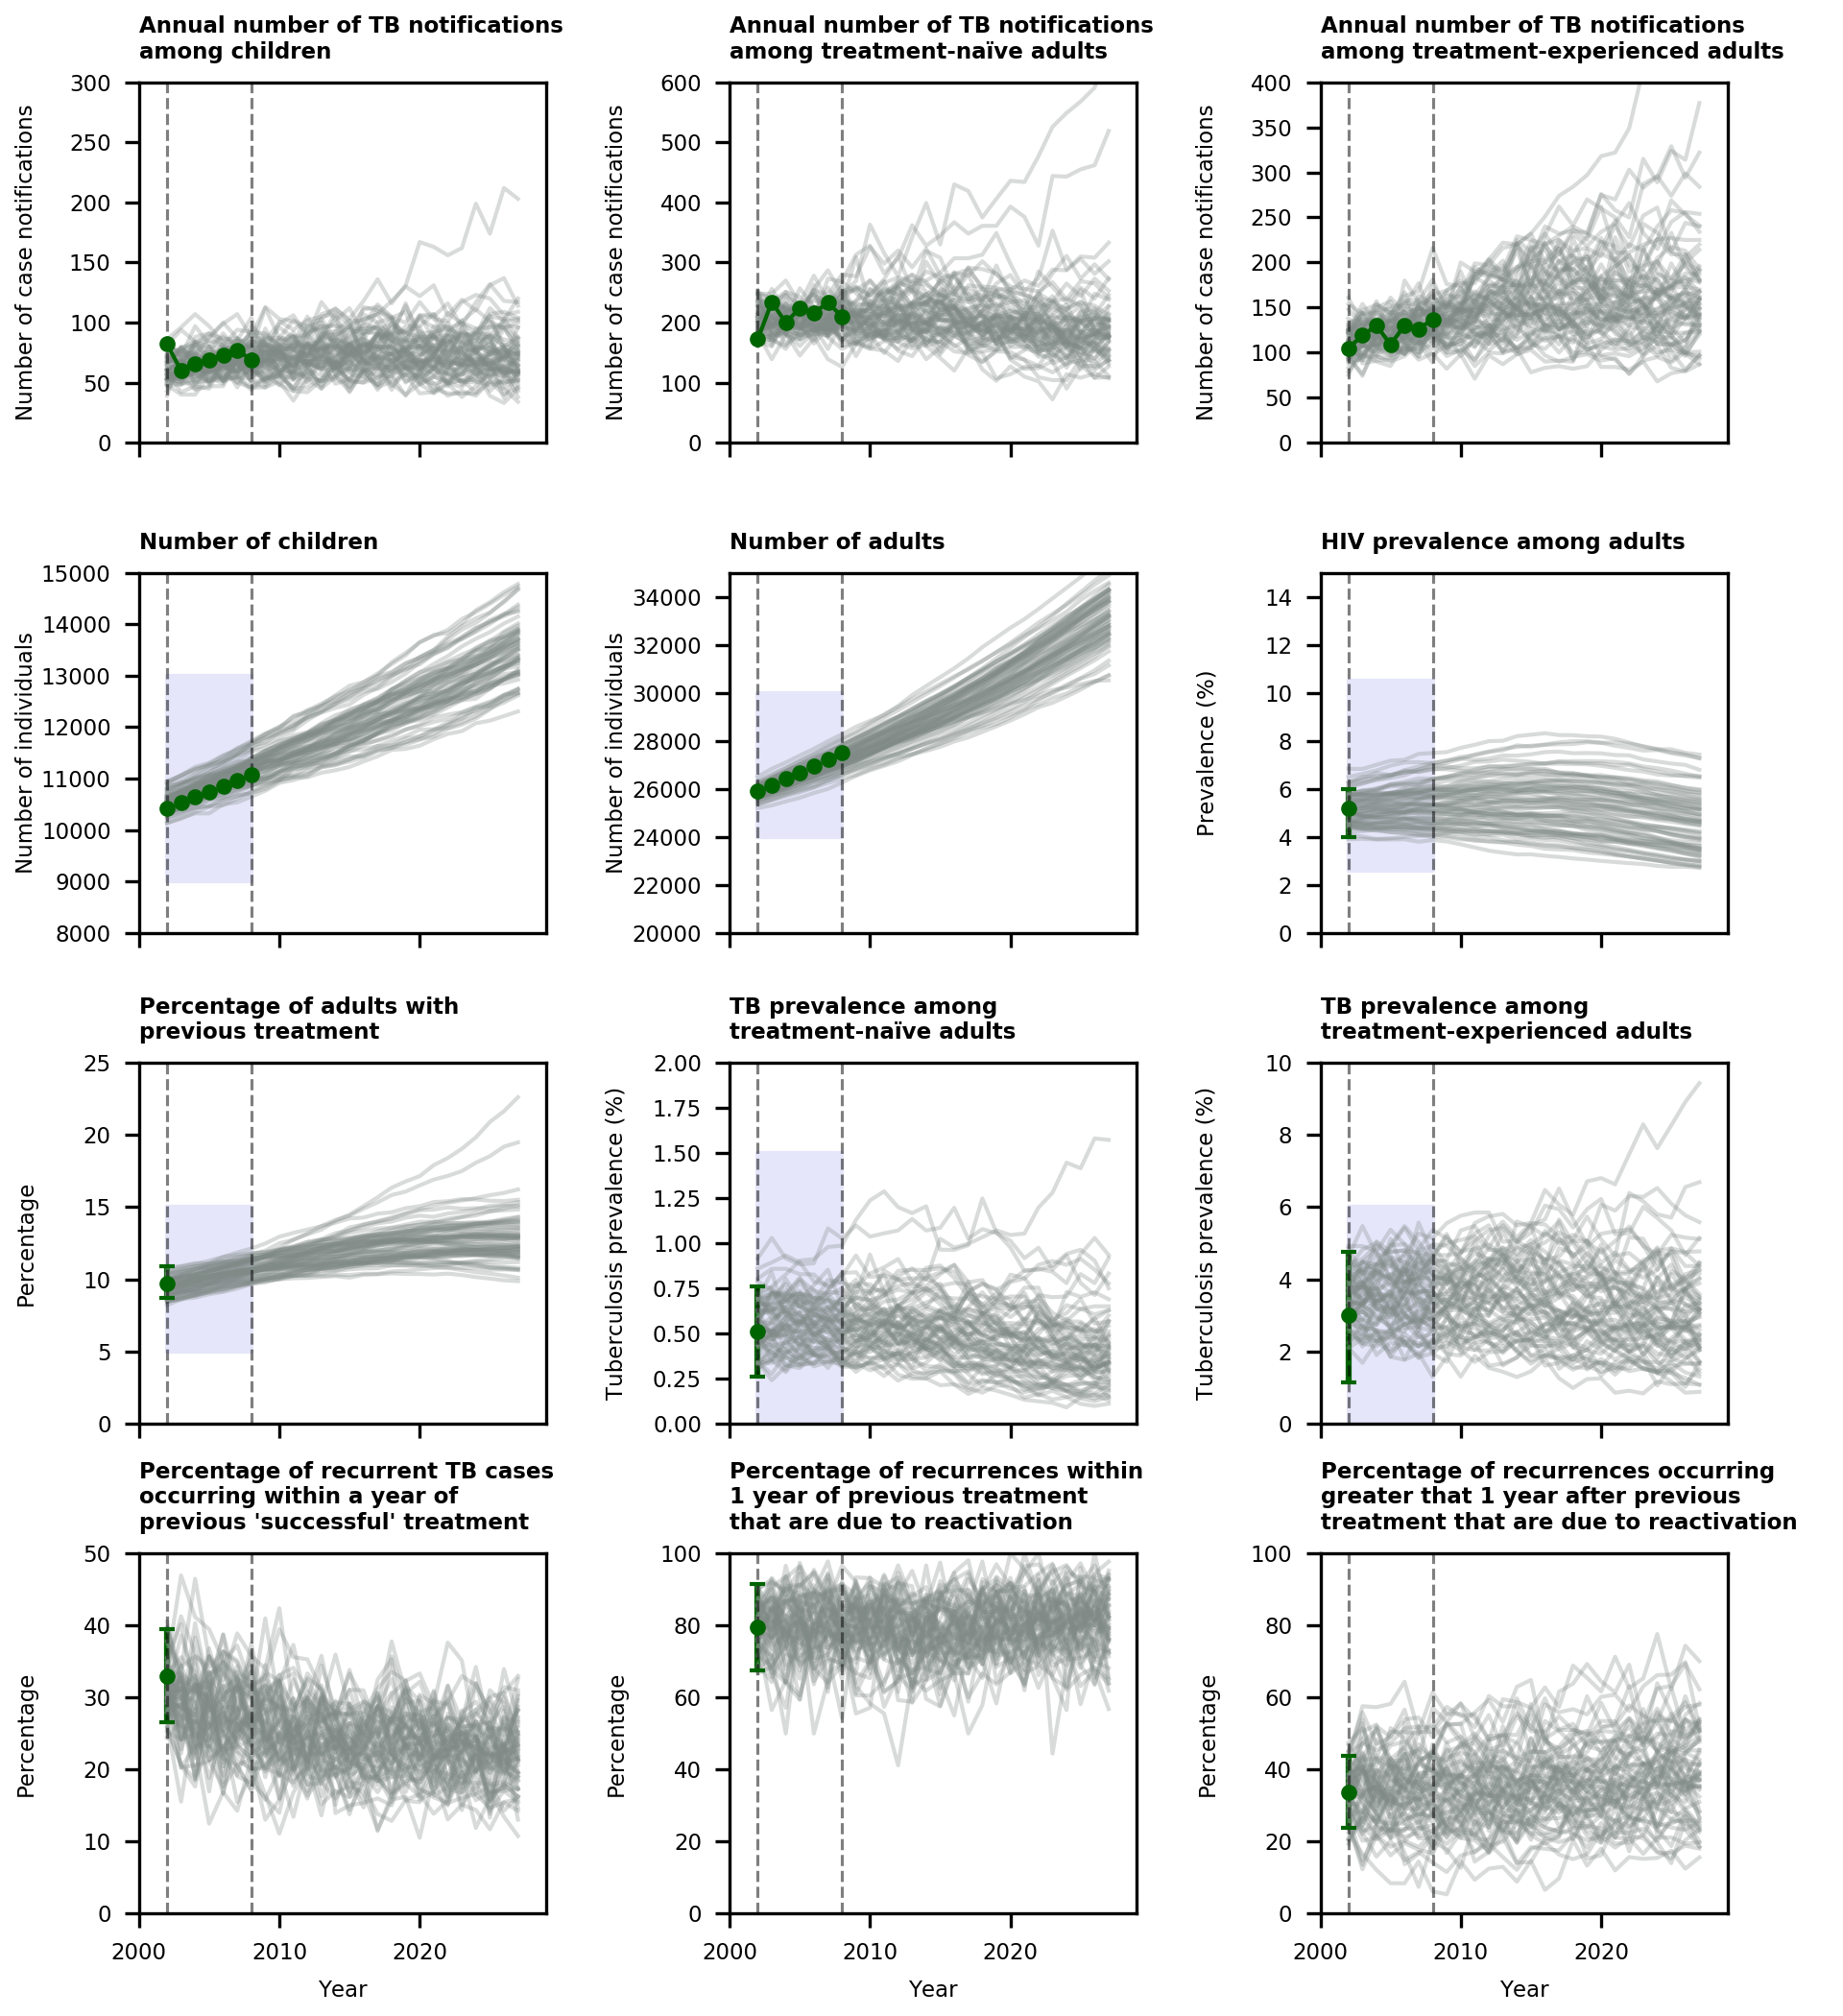 Annual number of TB notifications
among children
Number of case notifications
300
250
200
150
100
50
0
Annual number of TB notifications
among treatment-naïve adults
Number of case notifications
600
500
400
300
200
100
0
Annual number of TB notifications
among treatment-experienced adults
Number of case notifications
400
350
300
250
200
150
100
50
0
Number of children
Number of individuals
15000
14000
13000
12000
11000
10000
9000
8000
Number of adults
Number of individuals
34000
32000
30000
28000
26000
24000
22000
20000
HIV prevalence among adults
Prevalence (%)
14
12
10
8
6
4
2
0
Percentage of adults with
previous treatment
Percentage
25
20
15
10
5
0
TB prevalence among
treatment-naïve adults
Tuberculosis prevalence (%)
2.00
1.75
1.50
1.25
1.00
0.75
0.50
0.25
0.00
TB prevalence among
treatment-experienced adults
Tuberculosis prevalence (%)
10
8
6
4
2
0
Percentage of recurrent TB cases
occurring within a year of
previous 'successful' treatment
Percentage
50
40
30
20
10
0
2000 2010 2020
Year
Percentage of recurrences within
1 year of previous treatment
that are due to reactivation
Percentage
100
80
60
40
20
0
2000 2010 2020
Year
Percentage of recurrences occurring
greater that 1 year after previous
treatment that are due to reactivation
Percentage
100
80
60
40
20
0
2000 2010 2020
Year